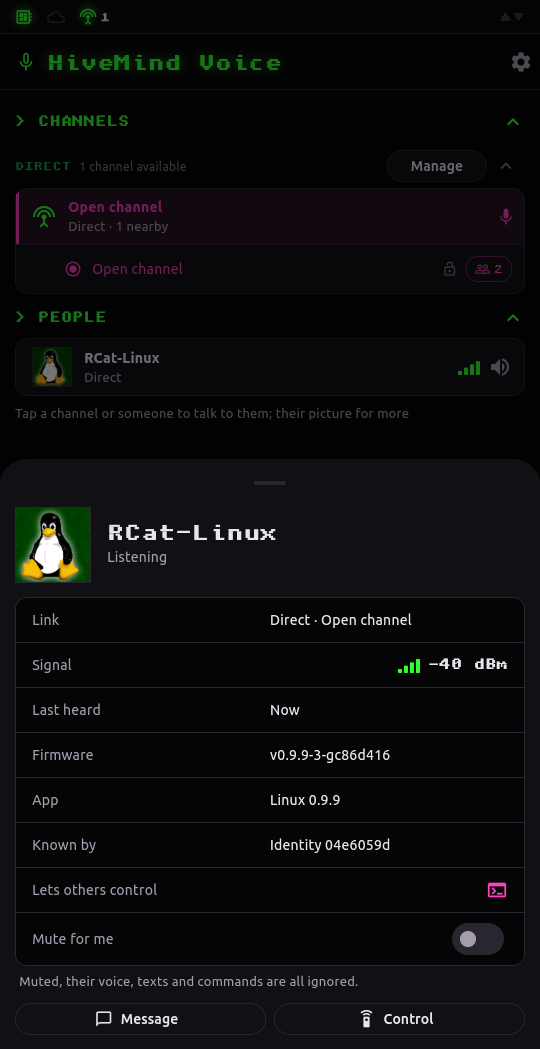 1
HiveMind Voice
CHANNELS
DIRECT 1 channel available Manage
Open channel
Direct · 1 nearby
Open channel 2
PEOPLE
RCat-Linux
Direct
Tap a channel or someone to talk to them; their picture for more
RCat-Linux
Listening
Link Direct · Open channel
Signal -40 dBm
Last heard Now
Firmware v0.9.9-3-gc86d416
App Linux 0.9.9
Known by Identity 04e6059d
Lets others control
Mute for me
Muted, their voice, texts and commands are all ignored.
Message Control